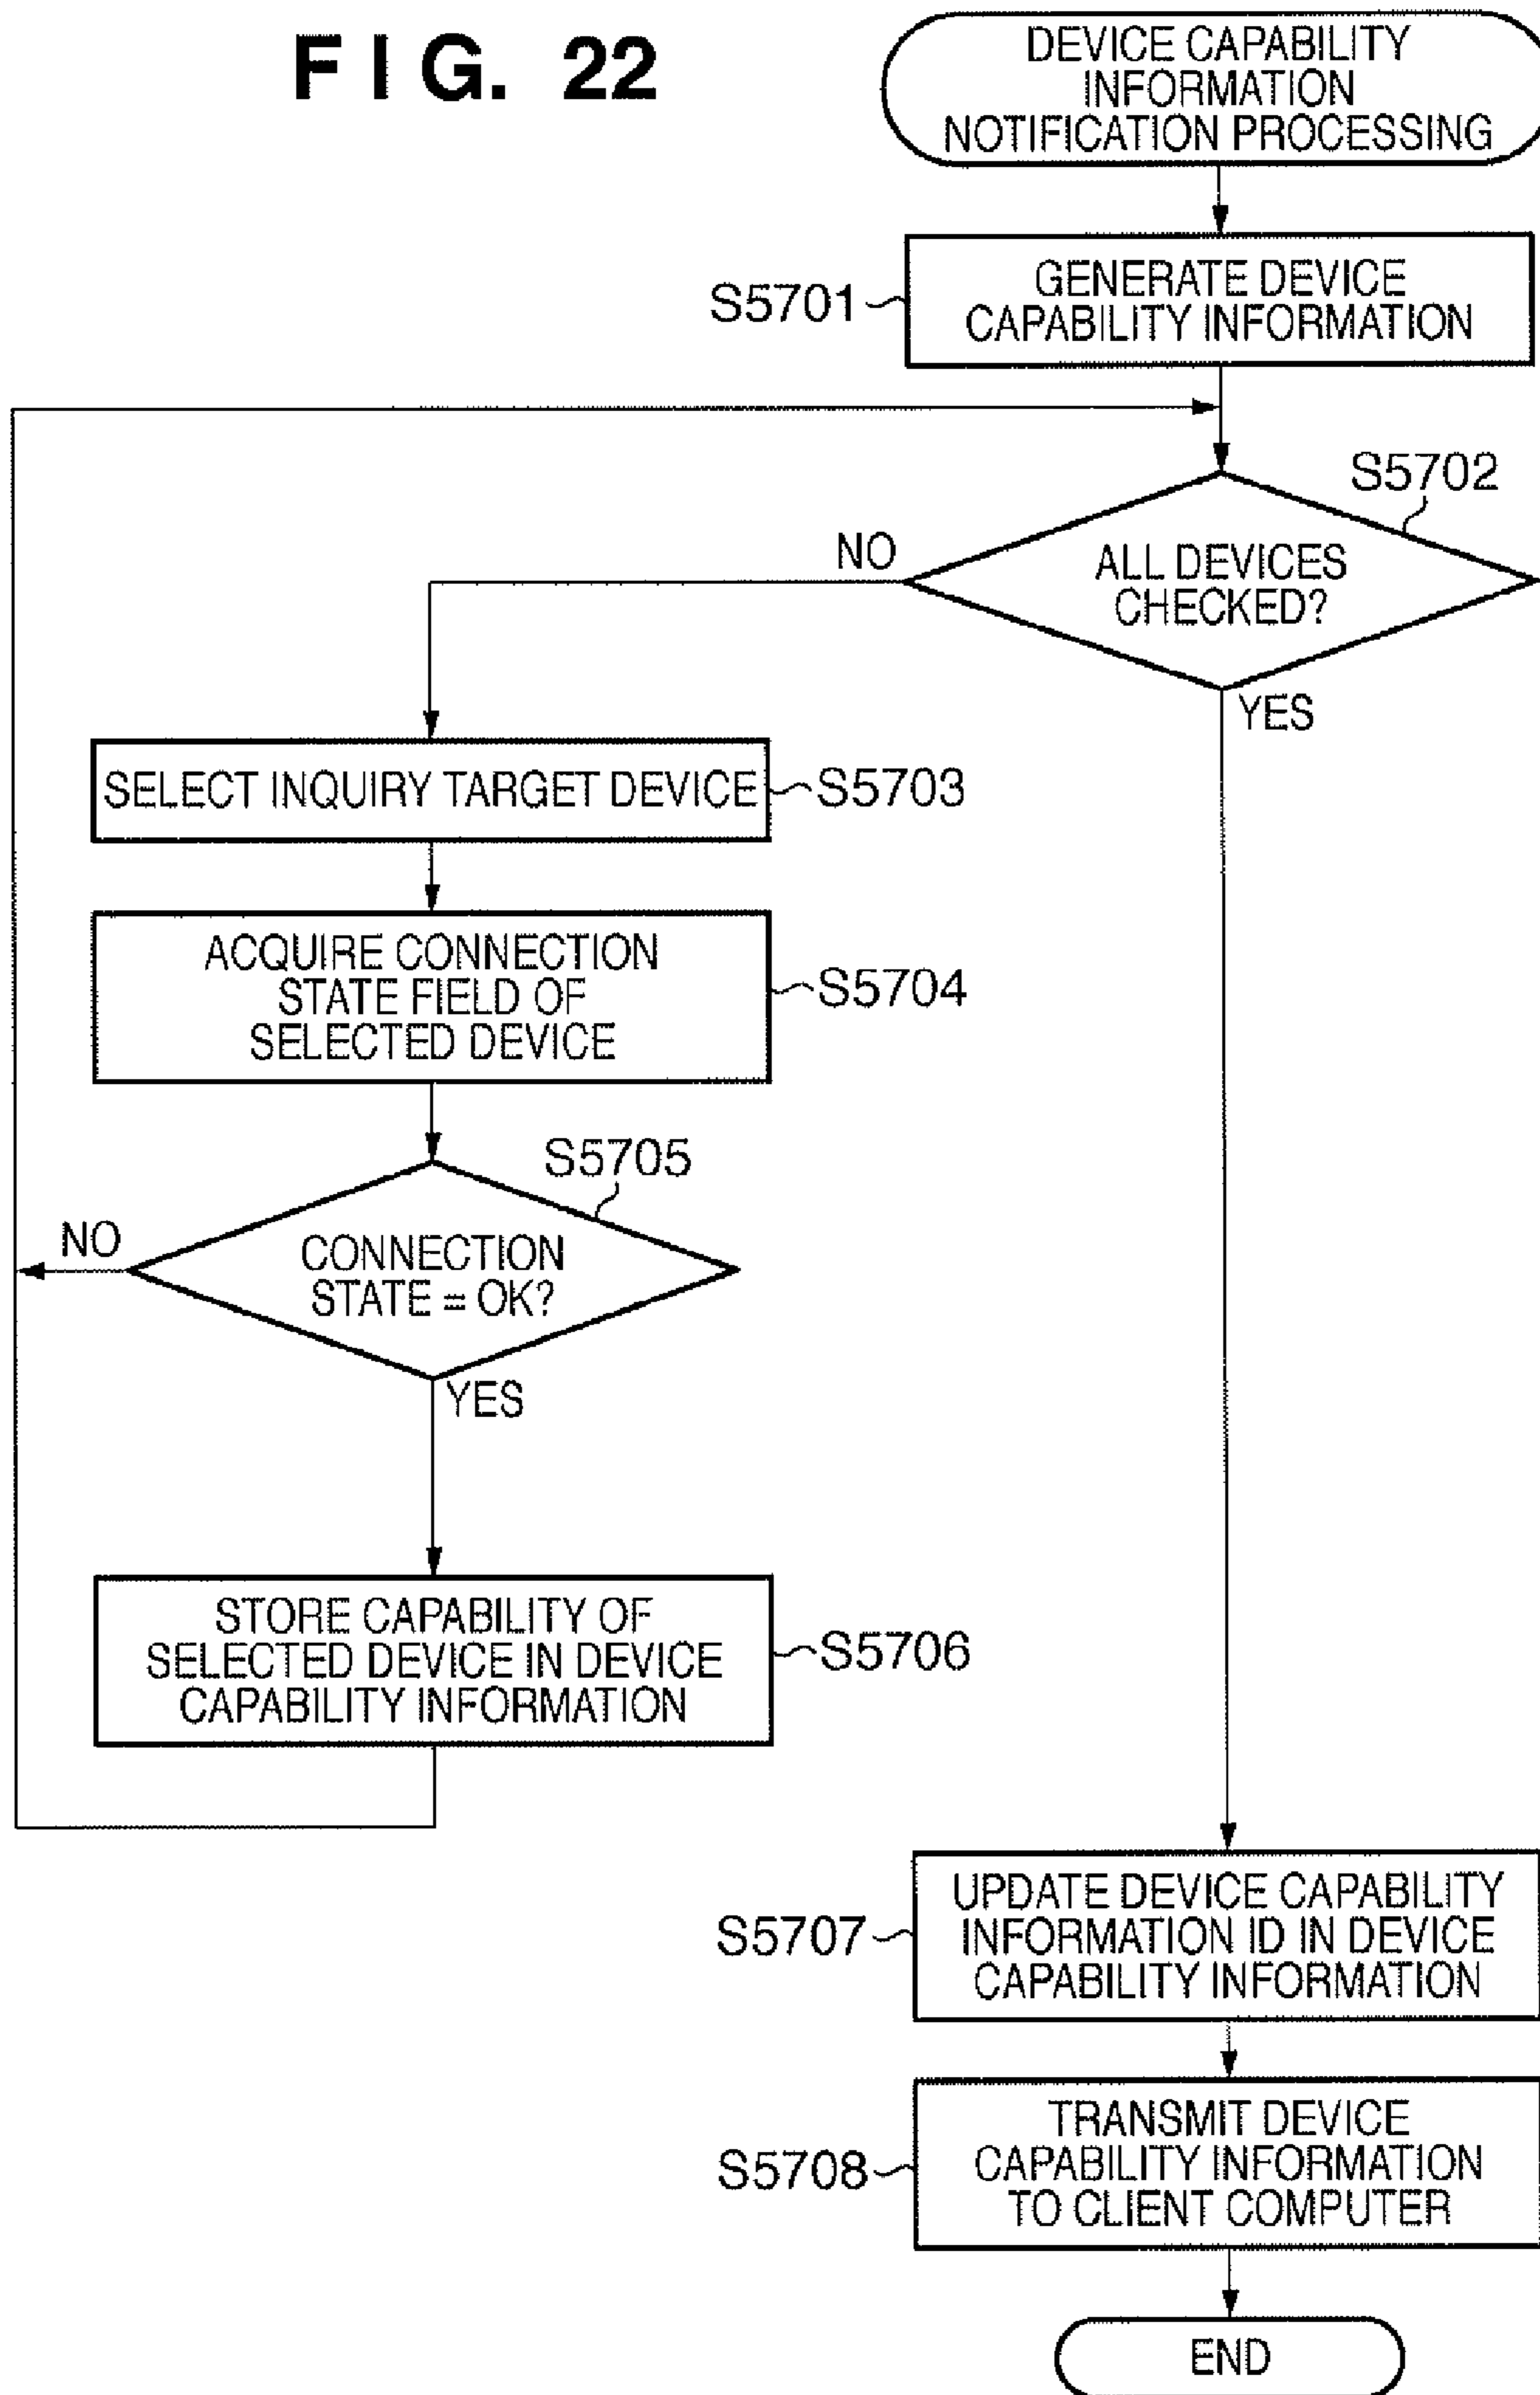 FIG. 22
DEVICE CAPABILITY
INFORMATION
NOTIFICATION PROCESSING
S5701
GENERATE DEVICE
CAPABILITY INFORMATION
S5702
NO
ALL DEVICES
CHECKED?
YES
SELECT INQUIRY TARGET DEVICE
S5703
ACQUIRE CONNECTION
STATE FIELD OF
SELECTED DEVICE
S5704
S5705
NO
CONNECTION
STATE = OK?
YES
STORE CAPABILITY OF
SELECTED DEVICE IN DEVICE
CAPABILITY INFORMATION
S5706
S5707
UPDATE DEVICE CAPABILITY
INFORMATION ID IN DEVICE
CAPABILITY INFORMATION
S5708
TRANSMIT DEVICE
CAPABILITY INFORMATION
TO CLIENT COMPUTER
END